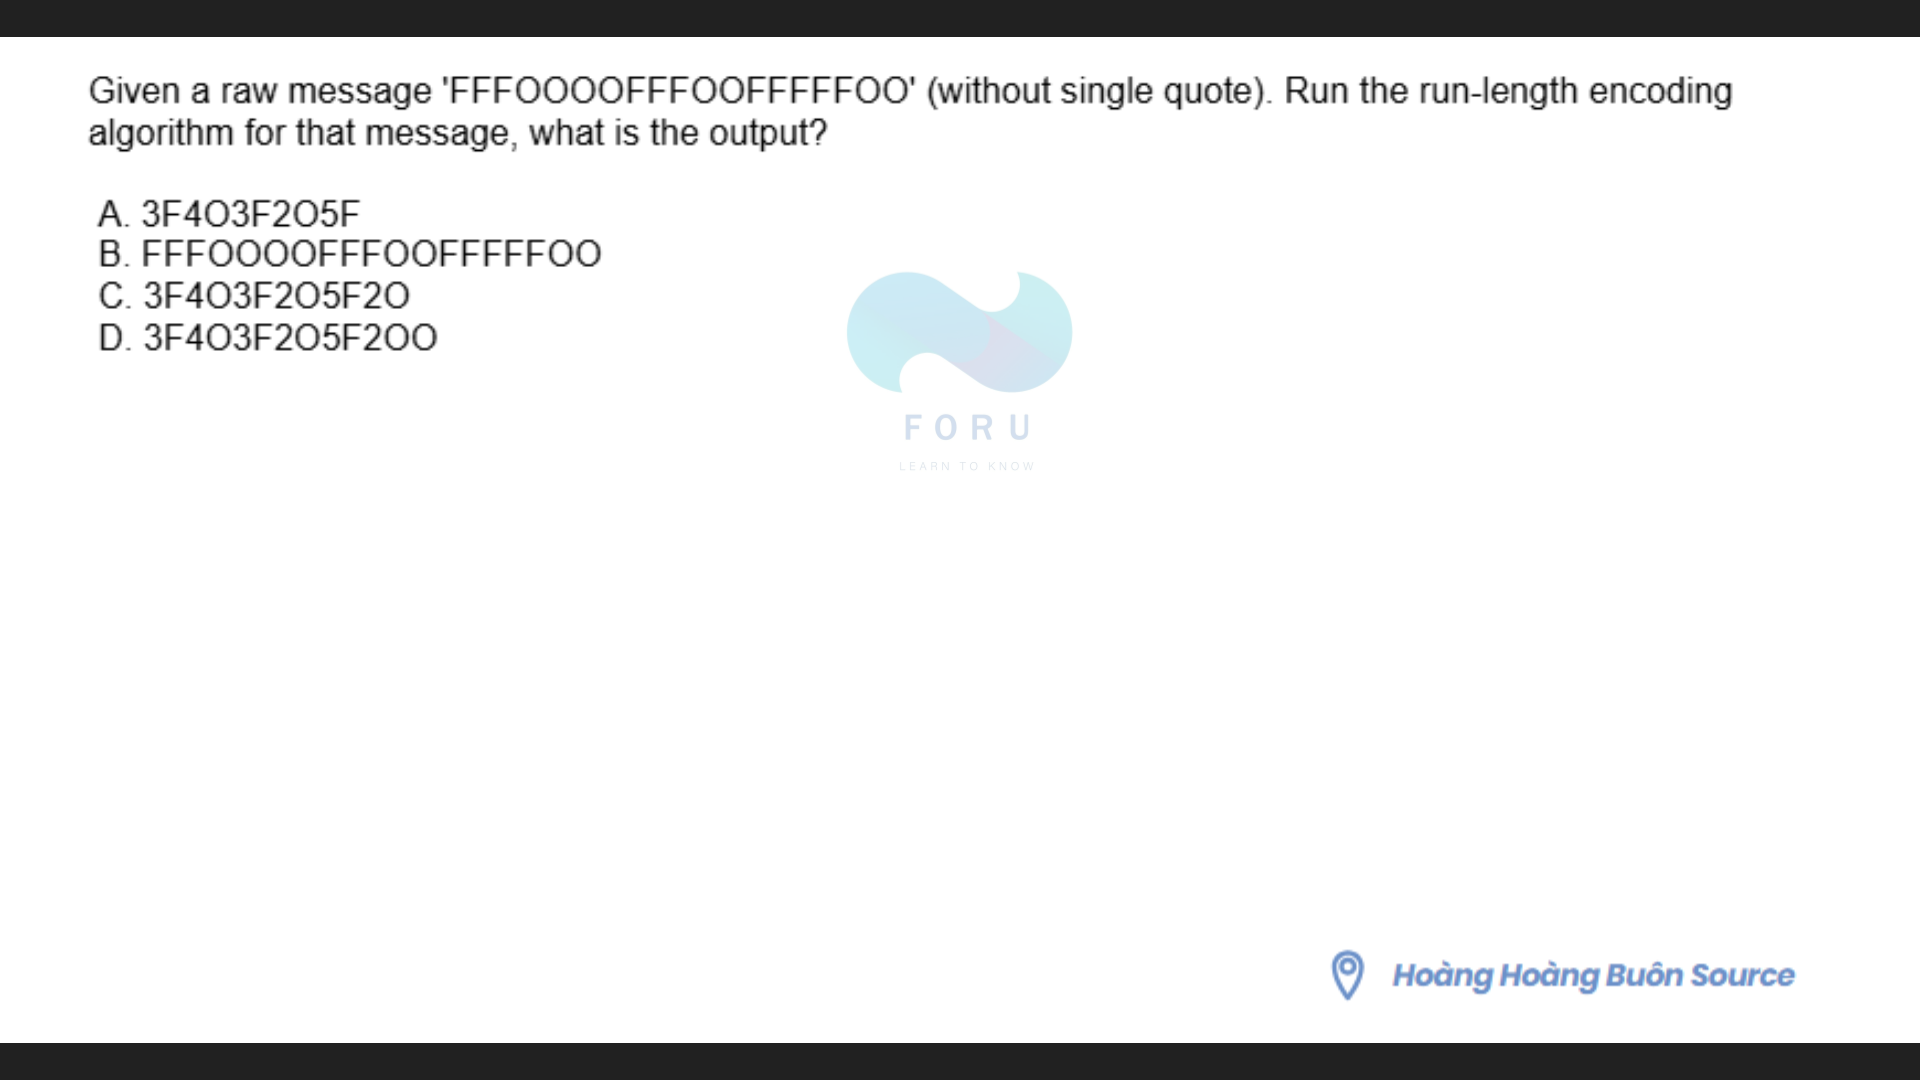 Given a raw message 'FFFOOOOFFFOOFFFFFOO' (without single quote). Run the run-length encoding
algorithm for that message, what is the output?
A. 3F4O3F2O5F
B. FFFOOOOFFFOOFFFFFOO
C. 3F4O3F2O5F2O
D. 3F4O3F2O5F2OO
FORU
LEARN TO KNOW
Hoàng Hoàng Buôn Source